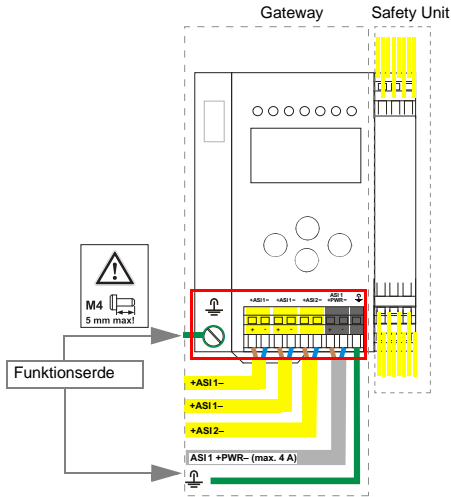 Gateway Safety Unit
M4
5 mm max!
+ASI1– +ASI1– +ASI2– ASI1 +PWR–
+ - + -
Funktionserde
+ASI1–
+ASI1–
+ASI2–
ASI1 +PWR– (max. 4 A)